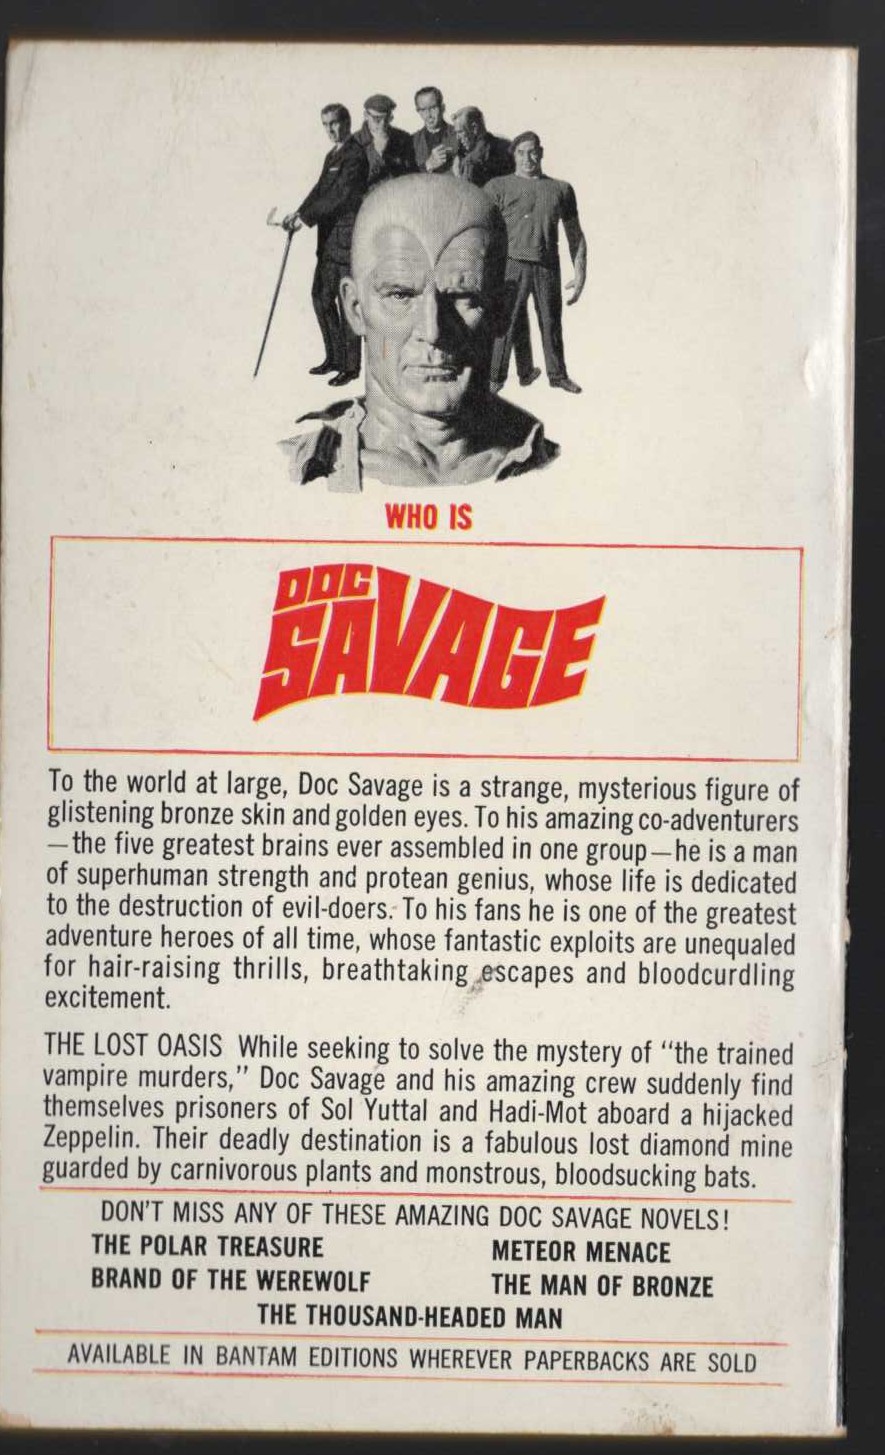 WHO IS
DOC
SAVAGE
To the world at large, Doc Savage is a strange, mysterious figure of
glistening bronze skin and golden eyes. To his amazing co-adventurers
—the five greatest brains ever assembled in one group—he is a man
of superhuman strength and protean genius, whose life is dedicated
to the destruction of evil-doers. To his fans he is one of the greatest
adventure heroes of all time, whose fantastic exploits are unequaled
for hair-raising thrills, breathtaking escapes and bloodcurdling
excitement.
THE LOST OASIS While seeking to solve the mystery of "the trained
vampire murders," Doc Savage and his amazing crew suddenly find
themselves prisoners of Sol Yuttal and Hadi-Mot aboard a hijacked
Zeppelin. Their deadly destination is a fabulous lost diamond mine
guarded by carnivorous plants and monstrous, bloodsucking bats.
DON'T MISS ANY OF THESE AMAZING DOC SAVAGE NOVELS!
THE POLAR TREASURE METEOR MENACE
BRAND OF THE WEREWOLF THE MAN OF BRONZE
THE THOUSAND-HEADED MAN
AVAILABLE IN BANTAM EDITIONS WHEREVER PAPERBACKS ARE SOLD